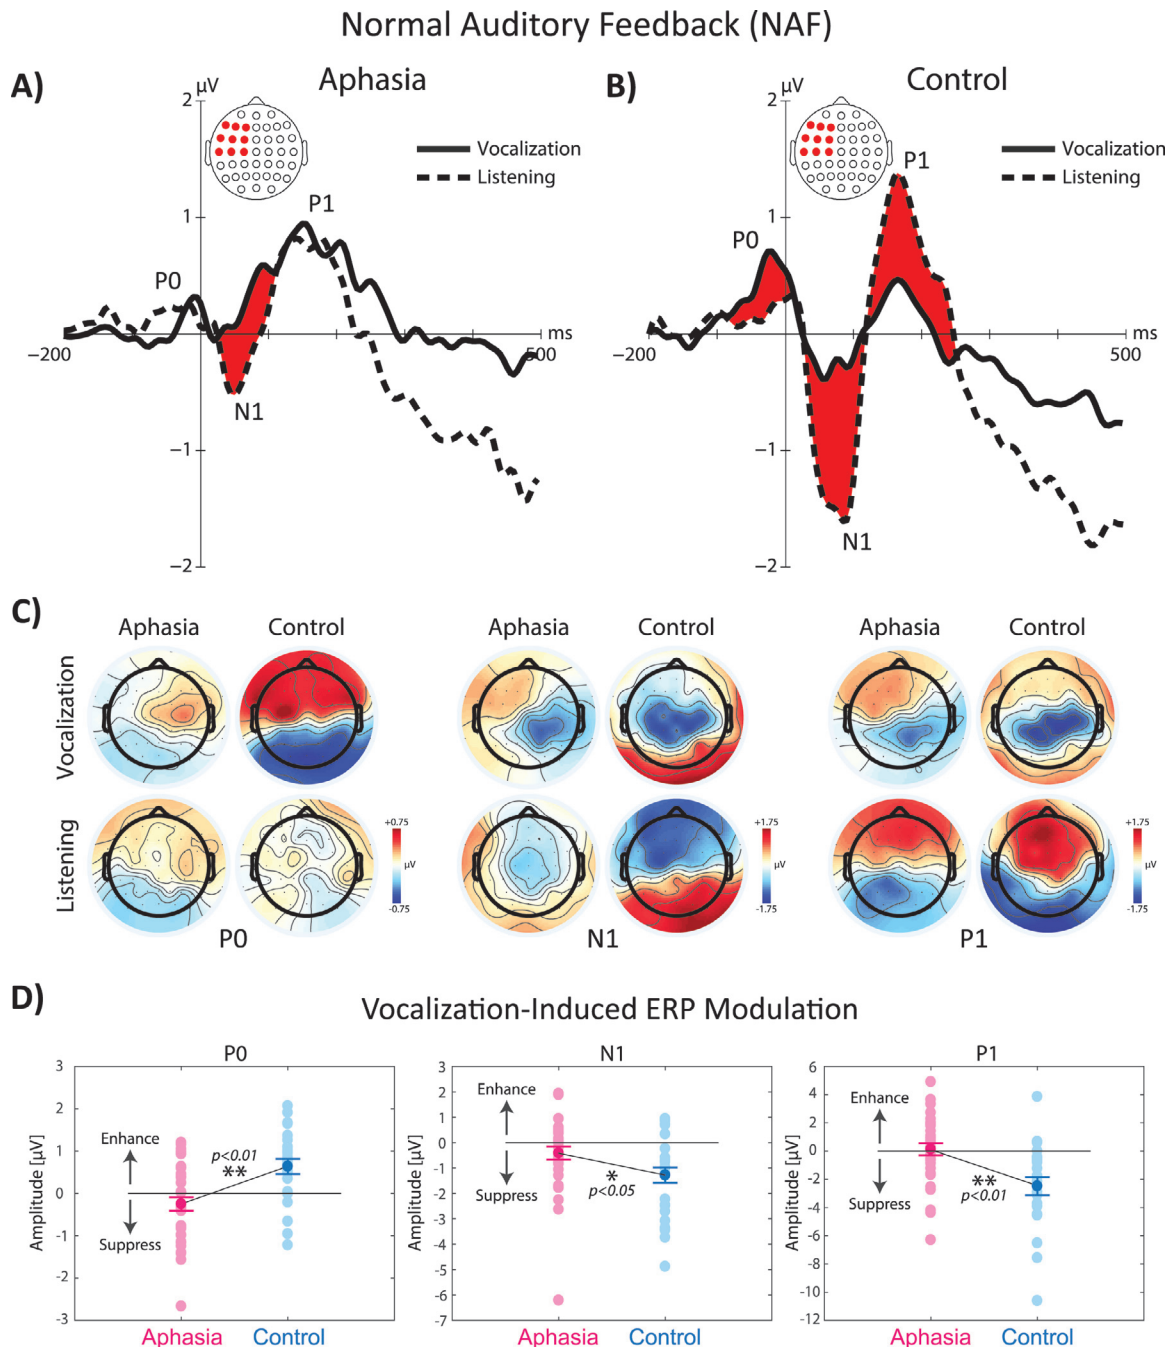 Normal Auditory Feedback (NAF)
A)
Aphasia
μV
2
1
−1
−2
−200
500
ms
P0
N1
P1
Vocalization
Listening
B)
Control
μV
2
1
−1
−2
−200
500
ms
P0
N1
P1
Vocalization
Listening
C)
Aphasia
Control
Aphasia
Control
Aphasia
Control
Vocalization
Listening
+0.75
μV
-0.75
+1.75
μV
-1.75
+1.75
μV
-1.75
P0
N1
P1
D)
Vocalization-Induced ERP Modulation
P0
Amplitude [μV]
3
2
1
0
-1
-2
-3
Enhance
Suppress
p<0.01
**
Aphasia
Control
N1
Amplitude [μV]
3
2
1
0
-1
-2
-3
-4
-5
-6
-7
Enhance
Suppress
*
p<0.05
Aphasia
Control
P1
Amplitude [μV]
6
4
2
0
-2
-4
-6
-8
-10
-12
Enhance
Suppress
**
p<0.01
Aphasia
Control